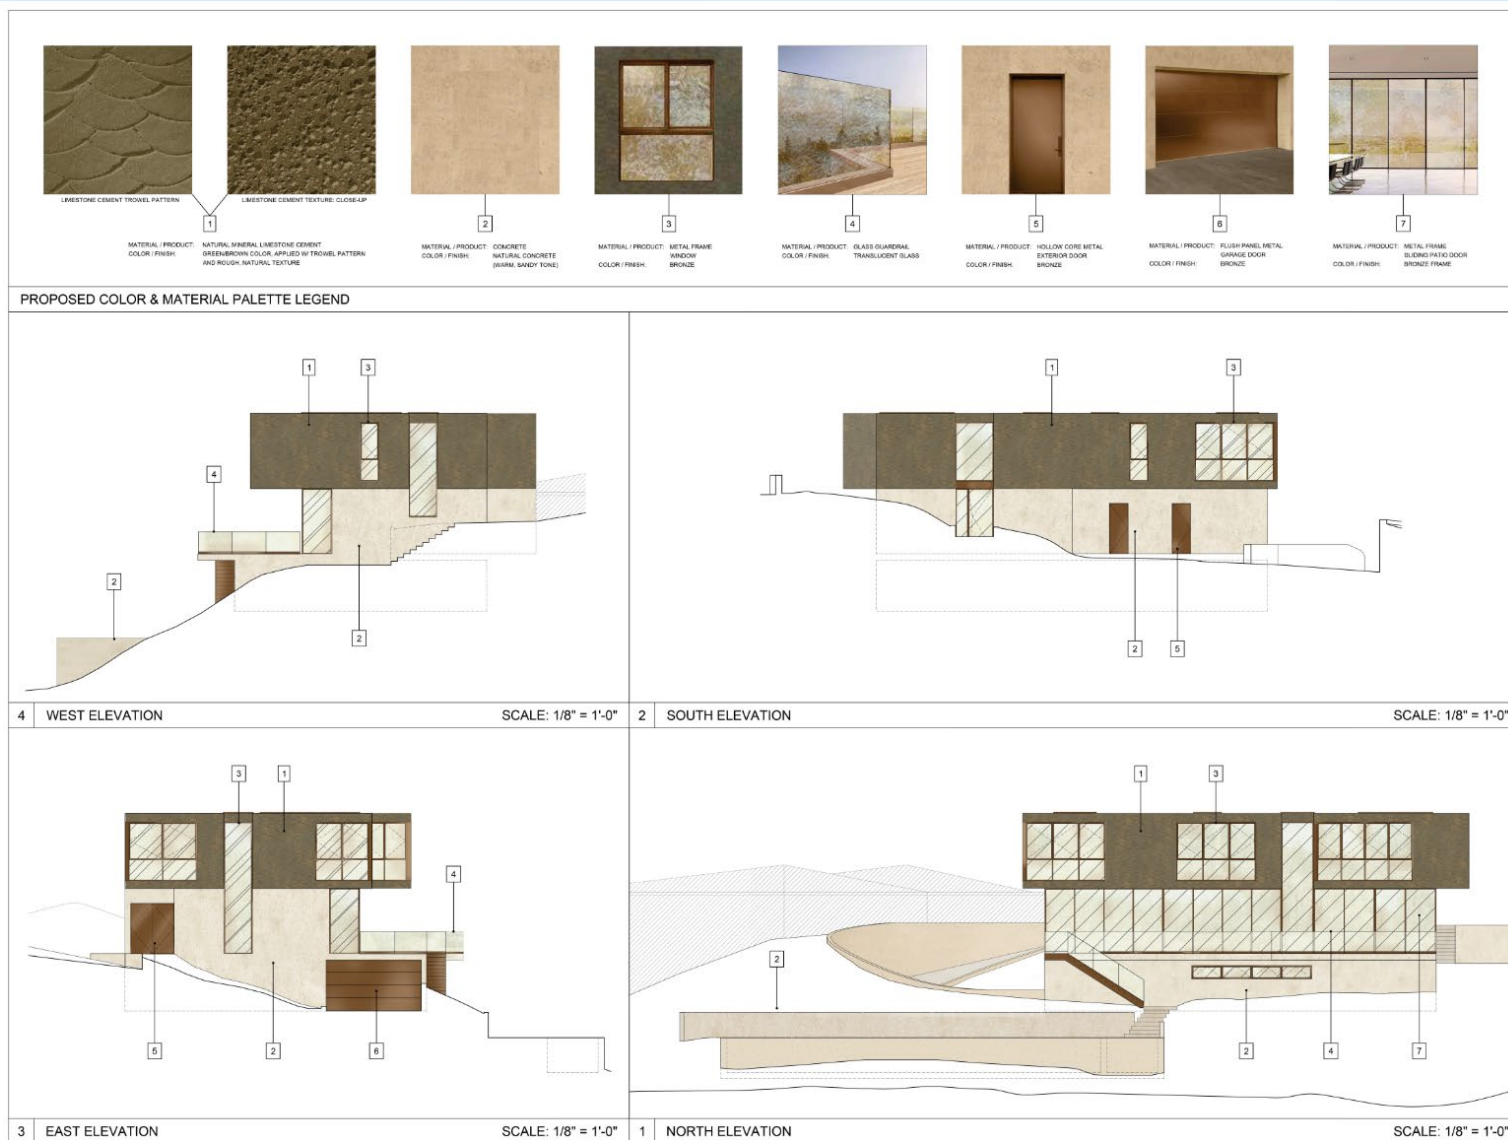 LIMESTONE CEMENT TROWEL PATTERN
LIMESTONE CEMENT TEXTURE: CLOSE-UP
1
MATERIAL / PRODUCT: NATURAL MINERAL LIMESTONE CEMENT
COLOR / FINISH: GREEN/BROWN COLOR, APPLIED W/ TROWEL PATTERN
AND ROUGH, NATURAL TEXTURE
2
MATERIAL / PRODUCT: CONCRETE
COLOR / FINISH: NATURAL CONCRETE
(WARM, SANDY TONE)
3
MATERIAL / PRODUCT: METAL FRAME
WINDOW
COLOR / FINISH: BRONZE
4
MATERIAL / PRODUCT: GLASS GUARDRAIL
COLOR / FINISH: TRANSLUCENT GLASS
5
MATERIAL / PRODUCT: HOLLOW CORE METAL
EXTERIOR DOOR
COLOR / FINISH: BRONZE
6
MATERIAL / PRODUCT: FLUSH PANEL METAL
GARAGE DOOR
COLOR / FINISH: BRONZE
7
MATERIAL / PRODUCT: METAL FRAME
SLIDING PATIO DOOR
COLOR / FINISH: BRONZE FRAME
PROPOSED COLOR & MATERIAL PALETTE LEGEND
1
3
4
2
2
4 WEST ELEVATION SCALE: 1/8" = 1'-0"
1
3
2
5
2 SOUTH ELEVATION SCALE: 1/8" = 1'-0"
3
1
4
5
2
6
3 EAST ELEVATION SCALE: 1/8" = 1'-0"
1
3
2
2
4
7
1 NORTH ELEVATION SCALE: 1/8" = 1'-0"